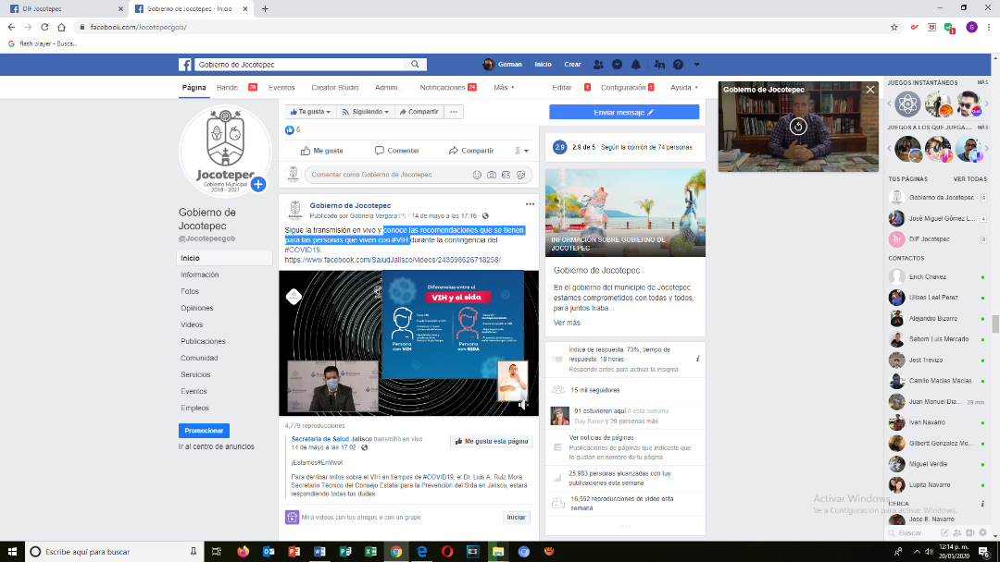 DIF Jocotepec
Gobierno de Jocotepec - Inicio
facebook.com/Jocotepecgob/
flash player - Busca...
Gobierno de Jocotepec
German
Inicio
Crear
Página
Bande 28
Eventos
Creator Studio
Admini...
Notificaciones 24
Más
Editar ... 1
Configuración 1
Ayuda
Te gusta
Siguiendo
Compartir
Enviar mensaje
6
Me gusta
Comentar
Compartir
Comentar como Gobierno de Jocotepec
Jocotepec
Gobierno Municipal
2018 - 2021
Gobierno de
Jocotepec
@Jocotepecgob
Inicio
Información
Fotos
Opiniones
Videos
Publicaciones
Comunidad
Servicios
Eventos
Empleos
Promocionar
Ir al centro de anuncios
Gobierno de Jocotepec
Publicado por Gabriela Vergara [?] · 14 de mayo a las 17:16 ·
Sigue la transmisión en vivo y conoce las recomendaciones que se tienen
para las personas que viven con #VIH durante la contingencia del
#COVID19.
https://www.facebook.com/SaludJalisco/videos/243598626718258/
Diferencias entre el
VIH y el sida
Persona
con VIH
Persona
con SIDA
4,779 reproducciones
Secretaría de Salud Jalisco transmitió en vivo
14 de mayo a las 17:02 ·
Me gusta esta página
¡Estamos#EnVivo!
Para derribar mitos sobre el VIH en tiempos de #COVID19, el Dr. Luis A. Ruiz Mora,
Secretario Técnico del Consejo Estatal para la Prevención del Sida en Jalisco, estará
respondiendo todas tus dudas.
Mira videos con tus amigos o con un grupo
Iniciar
2.9
2.9 de 5 · Según la opinión de 74 personas
INFORMACIÓN SOBRE GOBIERNO DE
JOCOTEPEC
Gobierno de Jocotepec
En el gobierno del municipio de Jocotepec
estamos comprometidos con todas y todos,
para juntos traba...
Ver más
Índice de respuesta: 73%, tiempo de
respuesta: 18 horas
Responde antes para activar la insignia
15 mil seguidores
91 estuvieron aquí 0 esta semana
y 29 personas más
Ver noticias de páginas
Publicaciones de páginas que indicaste que
te gustan en nombre de tu página
25,983 personas alcanzadas con tus
publicaciones esta semana
16,552 reproducciones de video esta
semana
Gobierno de Jocotepec
JUEGOS INSTANTÁNEOS
MÁS
JUEGOS A LOS QUE JUEGA...
MÁS
TUS PÁGINAS
VER TODAS
Gobierno de Jocotepec 8
José Miguel Gómez L... 4
DIF Jocotepec 8
CONTACTOS
Erick Chavez
Ulises Leal Perez
Alejandro Bizarro
Sabom Luis Mercado
Jest Trevizo
Camilo Macias Macias
Juan Manuel Dia... 29 min
Ivan Navarro
Gilbertt Gonzalez Mo...
Miguel Verdia
Lupita Navarro
CERCA
Jose E. Navarro
Buscar
Activar Windows
Ve a Configuración para activar Windows.
Escribe aquí para buscar
12:14 p. m.
20/05/2020
6